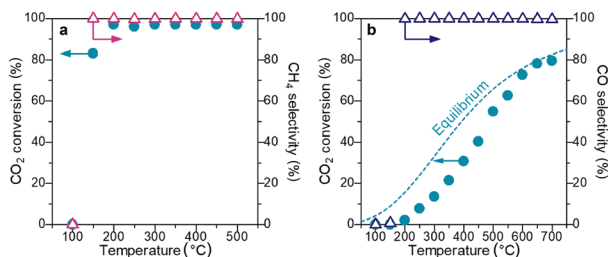 a
CO2 conversion (%)
100
80
60
40
20
0
100
80
60
40
20
0
CH4 selectivity (%)
100 200 300 400 500
Temperature (°C)
b
CO2 conversion (%)
100
80
60
40
20
0
Equilibrium
100
80
60
40
20
0
CO selectivity (%)
100 200 300 400 500 600 700
Temperature (°C)